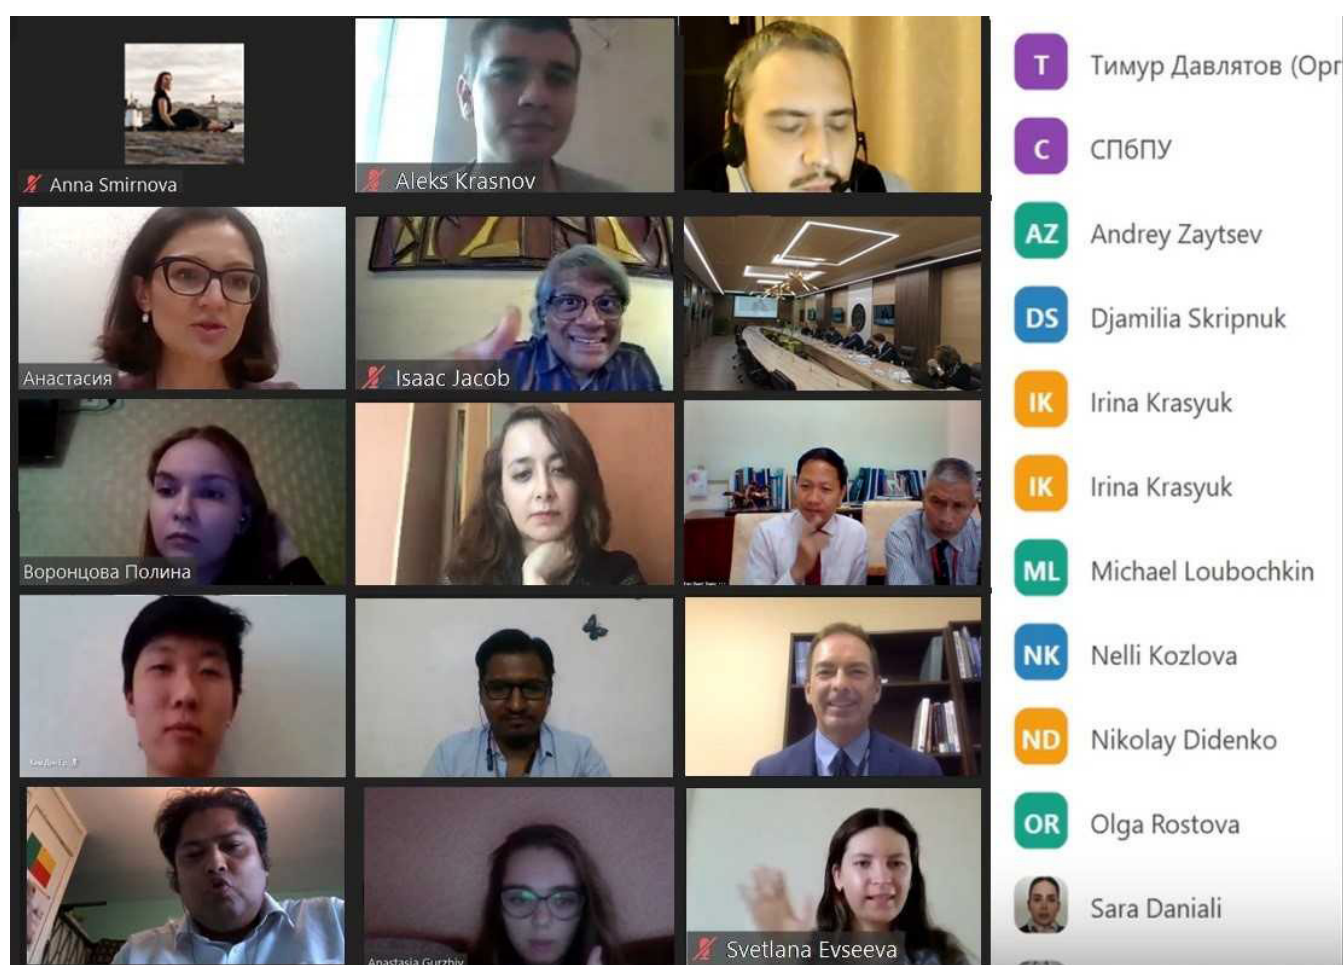 Anna Smirnova
Aleks Krasnov
Анастасия
Isaac Jacob
Воронцова Полина
Anastasia Gurzhiy
Svetlana Evseeva
Т Тимур Давлятов (Орг
С СПбПУ
AZ Andrey Zaytsev
DS Djamilia Skripnuk
IK Irina Krasyuk
IK Irina Krasyuk
ML Michael Loubochkin
NK Nelli Kozlova
ND Nikolay Didenko
OR Olga Rostova
Sara Daniali